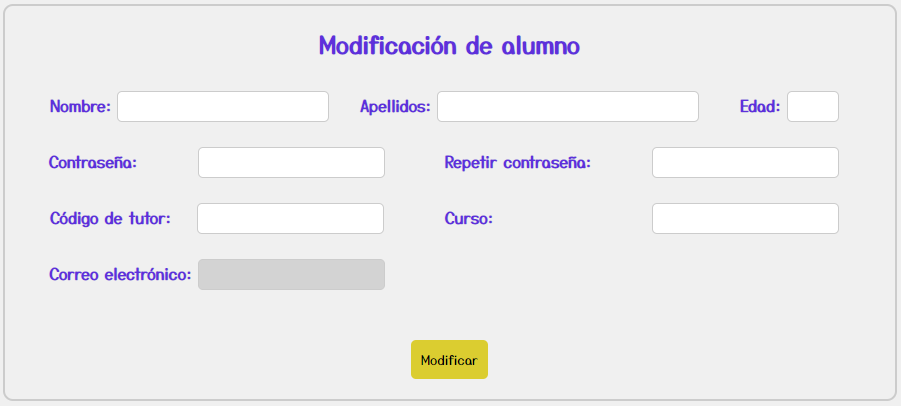 Modificación de alumno
Nombre: Apellidos: Edad:
Contraseña: Repetir contraseña:
Código de tutor: Curso:
Correo electrónico:
Modificar